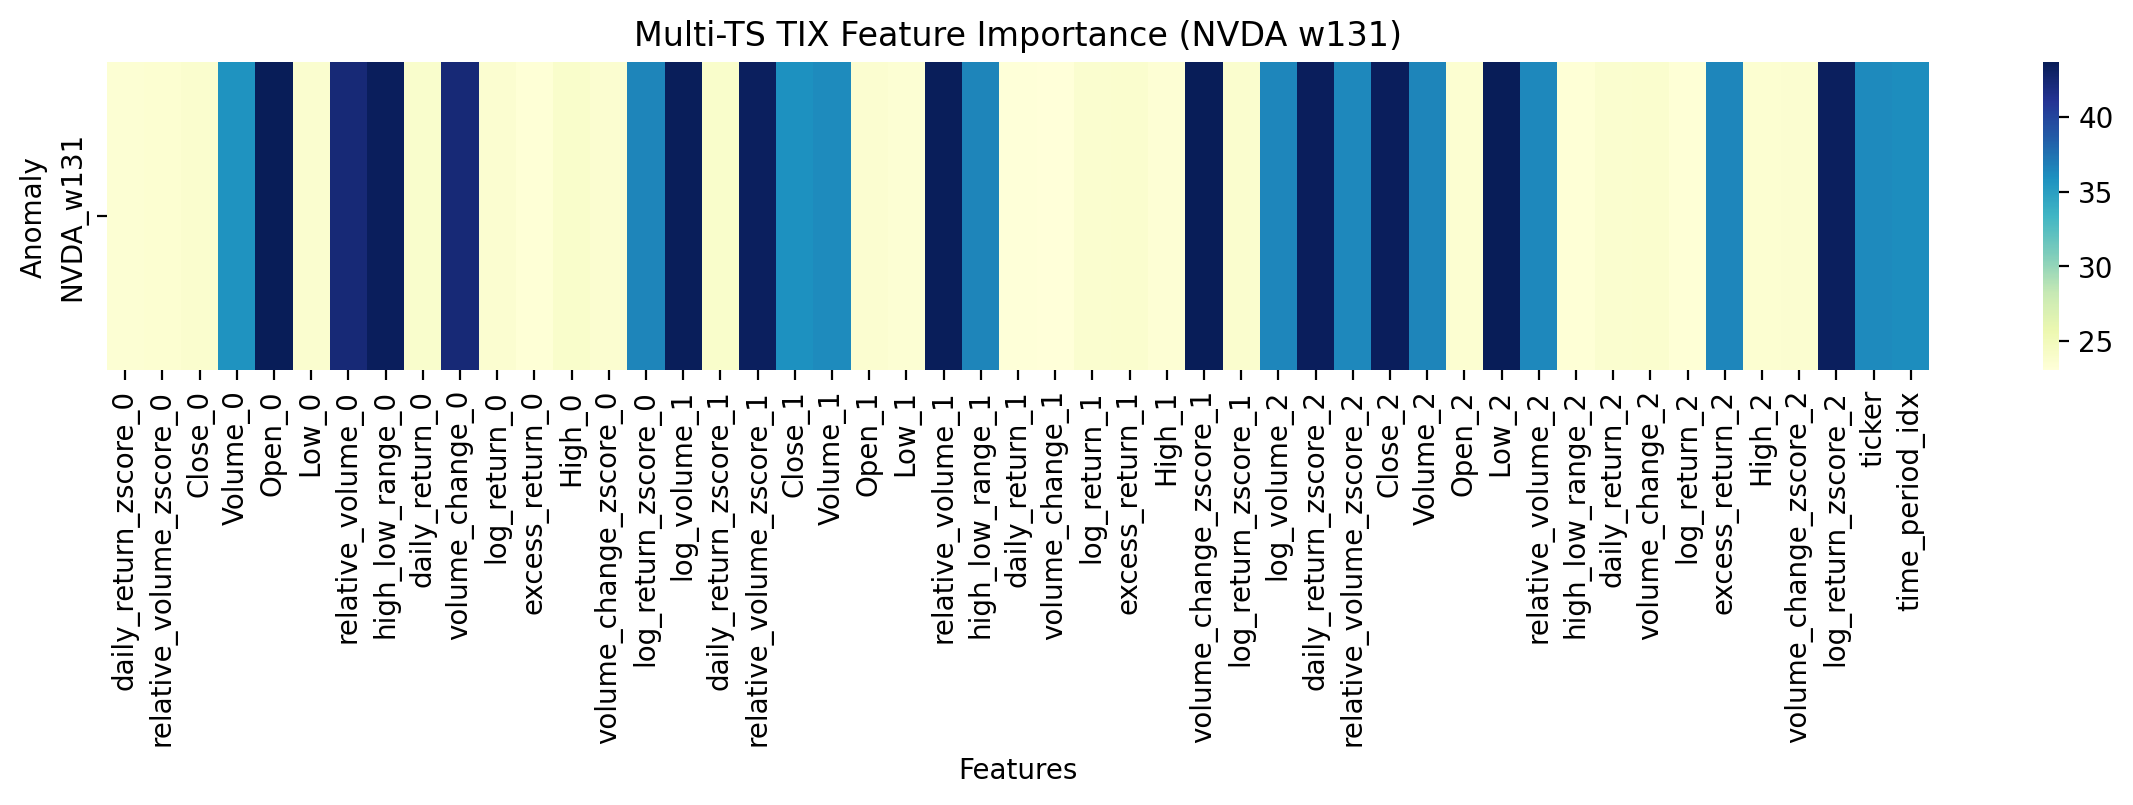 Multi-TS TIX Feature Importance (NVDA w131)
Anomaly
NVDA_w131
40
35
30
25
daily_return_zscore_0
relative_volume_zscore_0
Close_0
Volume_0
Open_0
Low_0
relative_volume_0
high_low_range_0
daily_return_0
volume_change_0
log_return_0
excess_return_0
High_0
volume_change_zscore_0
log_return_zscore_0
log_volume_1
daily_return_zscore_1
relative_volume_zscore_1
Close_1
Volume_1
Open_1
Low_1
relative_volume_1
high_low_range_1
daily_return_1
volume_change_1
log_return_1
excess_return_1
High_1
volume_change_zscore_1
log_return_zscore_1
log_volume_2
daily_return_zscore_2
relative_volume_zscore_2
Close_2
Volume_2
Open_2
Low_2
relative_volume_2
high_low_range_2
daily_return_2
volume_change_2
log_return_2
excess_return_2
High_2
volume_change_zscore_2
log_return_zscore_2
ticker
time_period_idx
Features